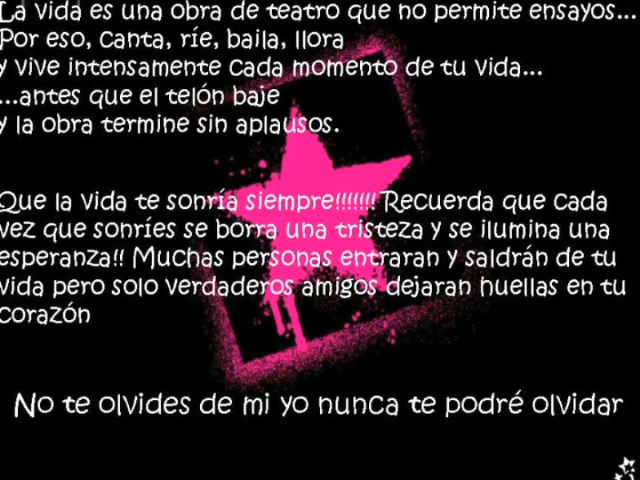 La vida es una obra de teatro que no permite ensayos...
Por eso, canta, ríe, baila, llora
y vive intensamente cada momento de tu vida...
...antes que el telón baje
y la obra termine sin aplausos.
Que la vida te sonría siempre!!!!!!! Recuerda que cada
vez que sonríes se borra una tristeza y se ilumina una
esperanza!! Muchas personas entraran y saldrán de tu
vida pero solo verdaderos amigos dejaran huellas en tu
corazón
No te olvides de mi yo nunca te podré olvidar